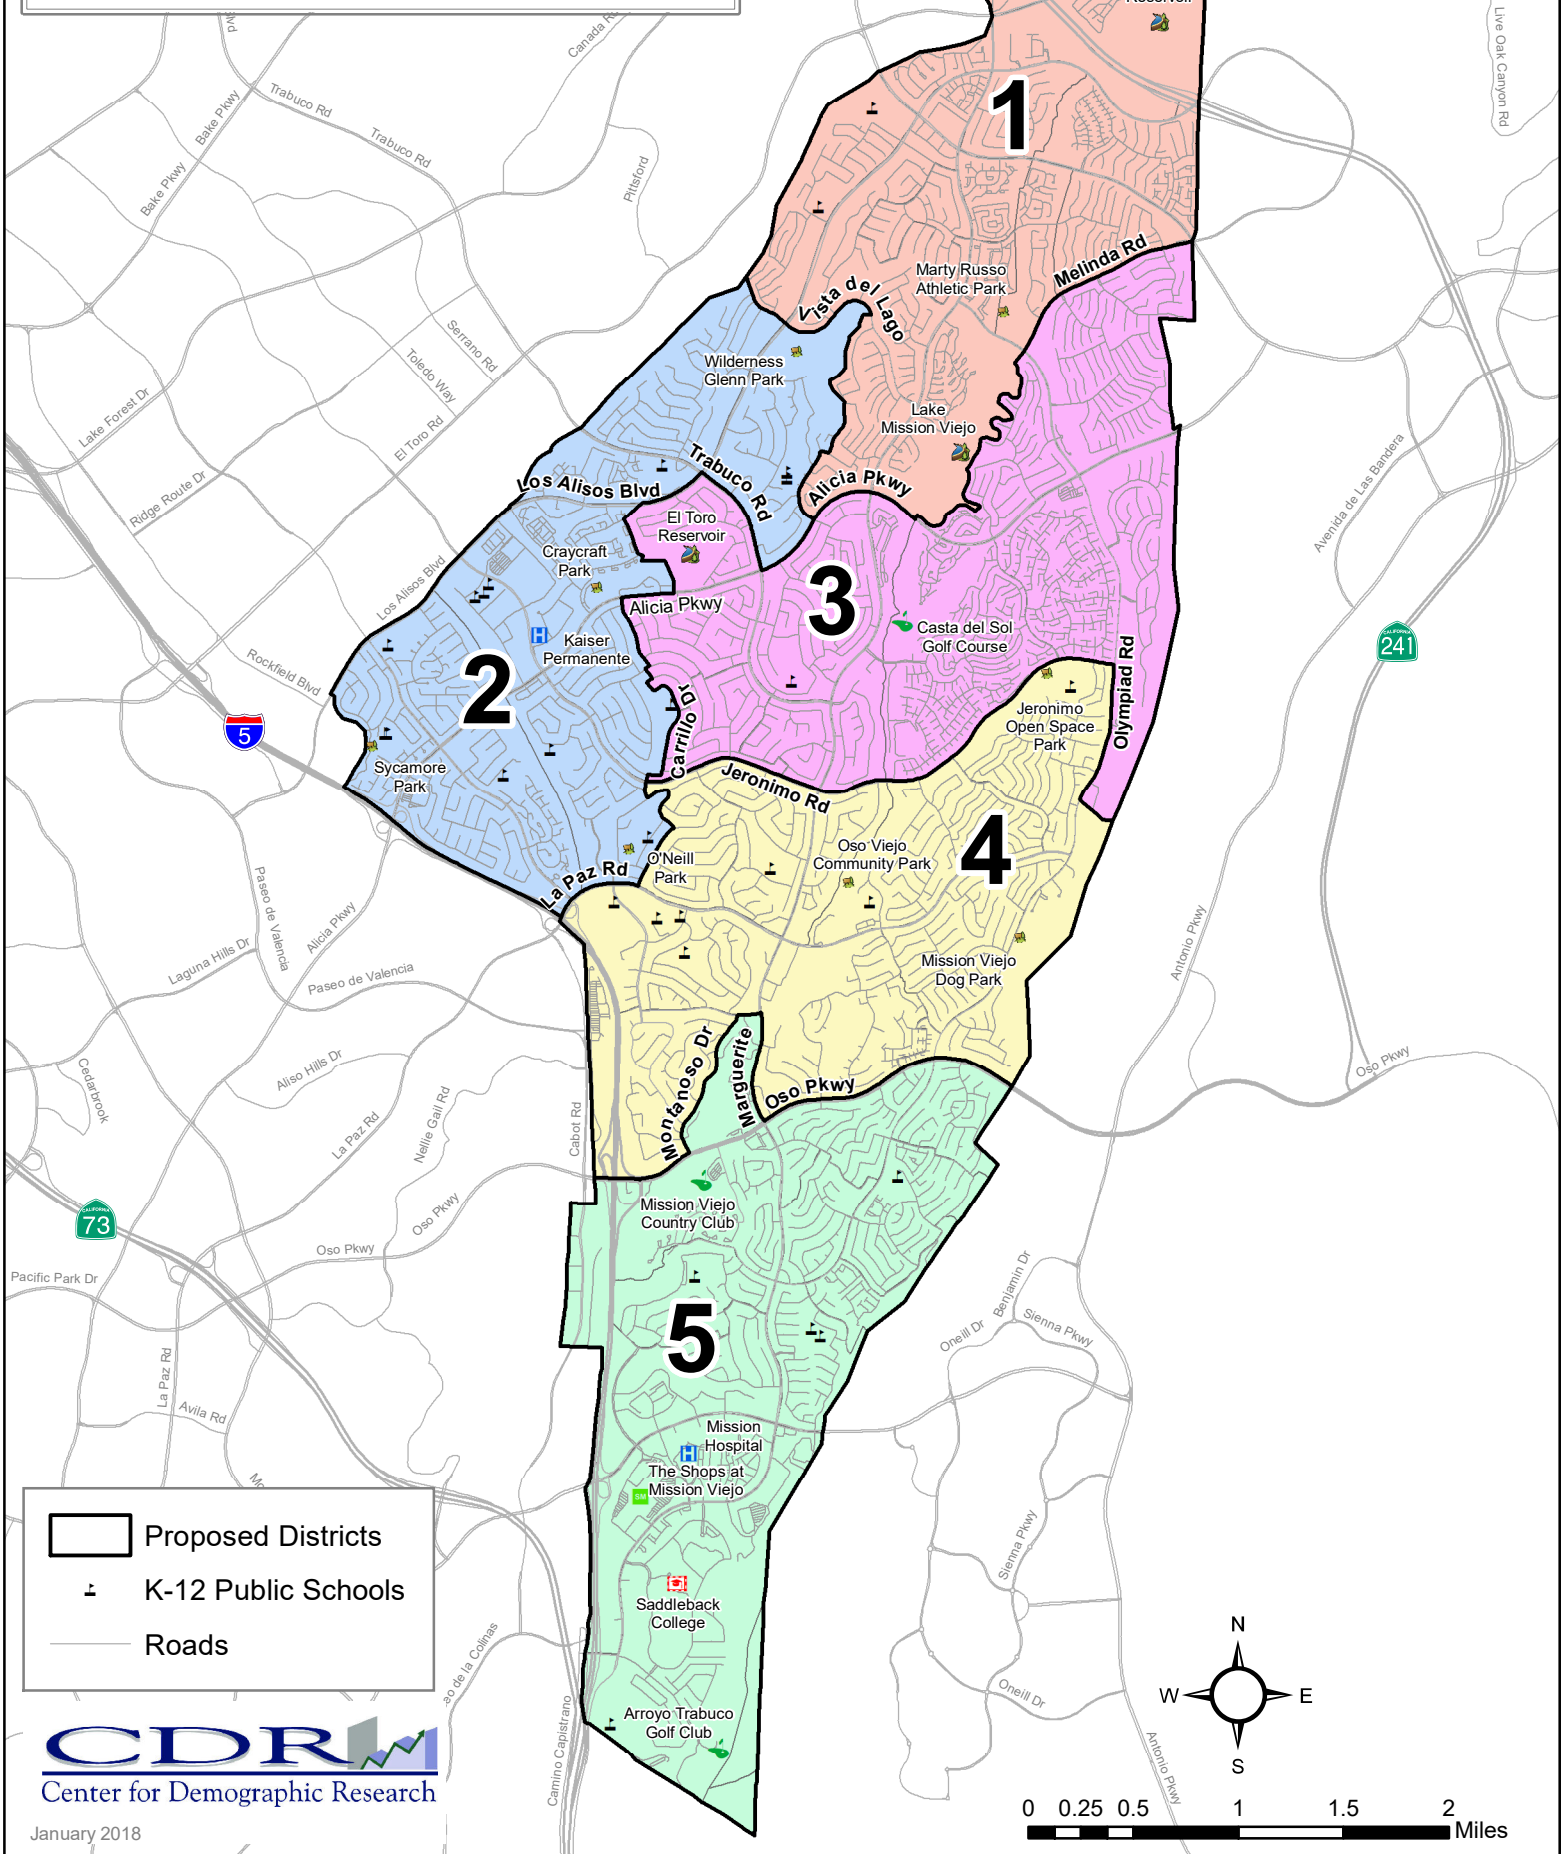 Canada Rd
Live Oak Canyon Rd
Bake Pkwy
Trabuco Rd
Trabuco Rd
Bake Pkwy
Pittsford
1
Marty Russo
Athletic Park
Melinda Rd
Vista del Lago
Serrano Rd
Toledo Way
Wilderness
Glenn Park
Lake Forest Dr
El Toro Rd
Lake
Mission Viejo
Ridge Route Dr
Los Alisos Blvd
Trabuco Rd
Alicia Pkwy
Avenida de Las Bandera
El Toro
Reservoir
Craycraft
Park
Los Alisos Blvd
Alicia Pkwy
3
Casta del Sol
Golf Course
Kaiser
Permanente
CALIFORNIA
241
Rockfield Blvd
2
Carrillo Dr
Olympiad Rd
Jeronimo
Open Space
Park
5
Sycamore
Park
Jeronimo Rd
4
Oso Viejo
Community Park
O'Neill
Park
La Paz Rd
Paseo de Valencia
Alicia Pkwy
Laguna Hills Dr
Paseo de Valencia
Antonio Pkwy
Mission Viejo
Dog Park
Cedarbrook
Aliso Hills Dr
La Paz Rd
Nellie Gail Rd
Cabot Rd
Montanoso Dr
Marguerite
Oso Pkwy
Oso Pkwy
CALIFORNIA
73
Mission Viejo
Country Club
Oso Pkwy
Oso Pkwy
Pacific Park Dr
Benjamin Dr
Oneill Dr
Sienna Pkwy
5
La Paz Rd
Avila Rd
Mission
Hospital
The Shops at
Mission Viejo
SM
Sienna Pkwy
Proposed Districts
K-12 Public Schools
Roads
Saddleback
College
Oneill Dr
Arroyo Trabuco
Golf Club
Camino Capistrano
Antonio Pkwy
N
W
E
S
CDR
Center for Demographic Research
January 2018
0 0.25 0.5 1 1.5 2
Miles